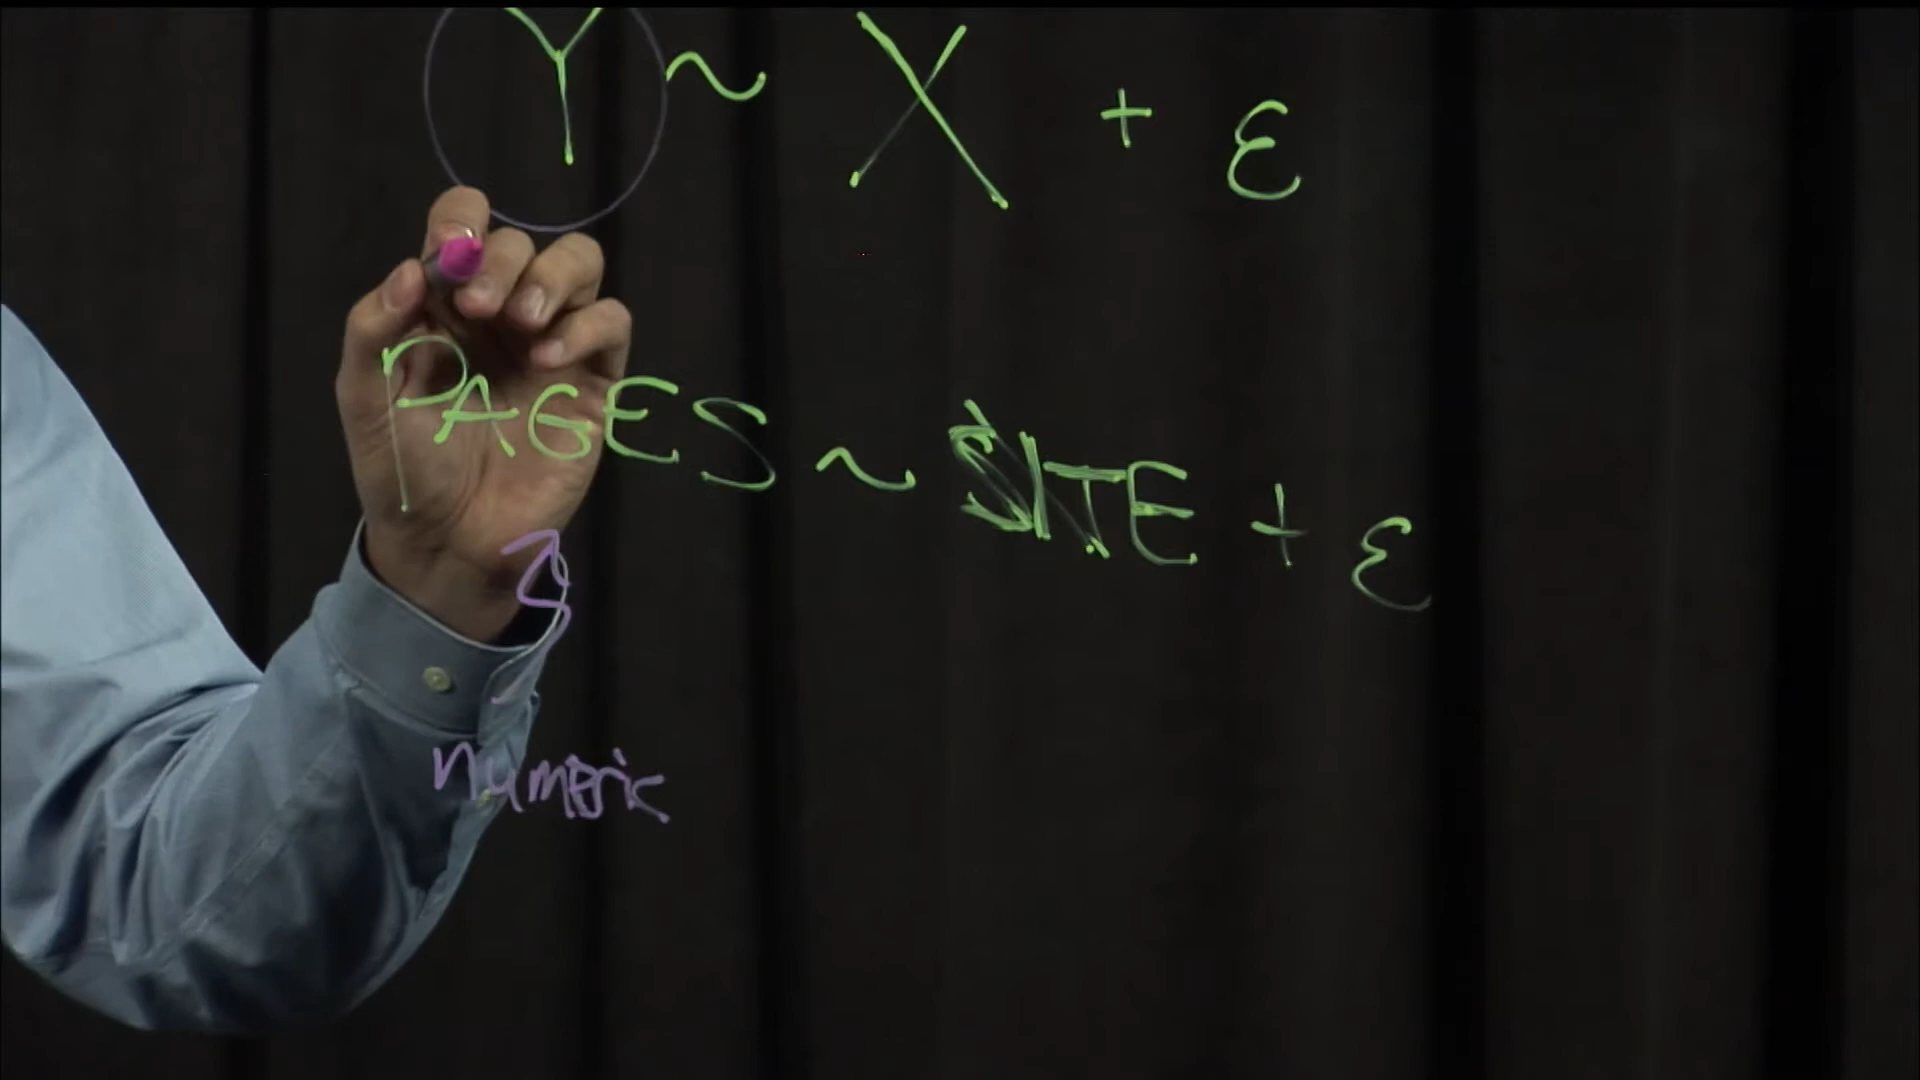 Y ~ X + ε
PAGES ~ SITE + ε
numeric